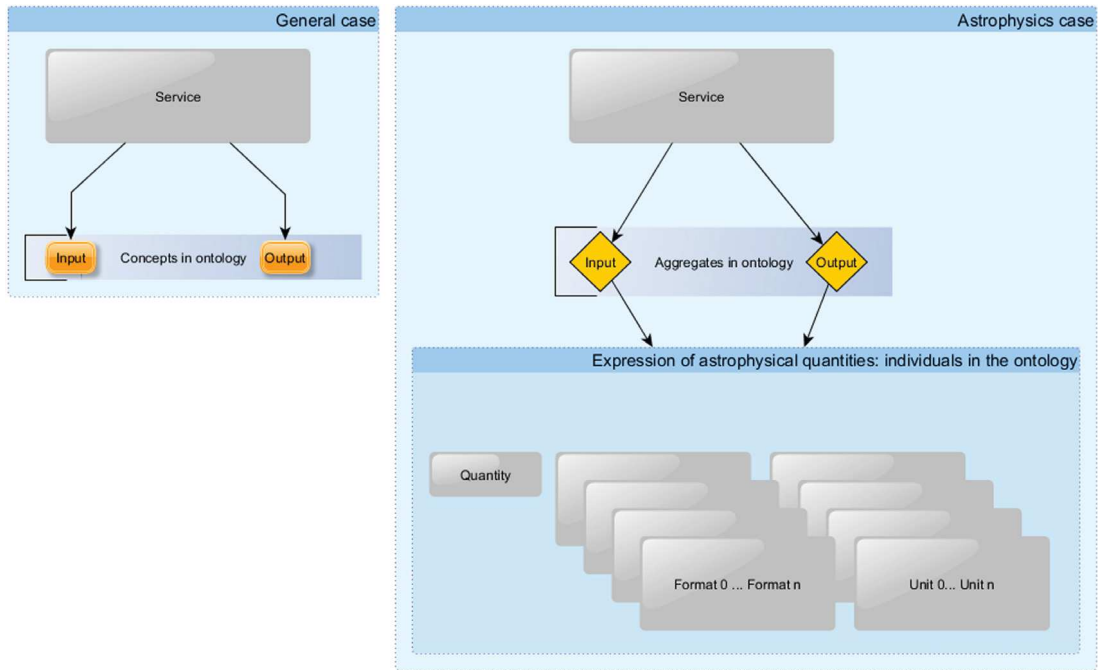 General case
Service
Input
Concepts in ontology
Output
Astrophysics case
Service
Input
Aggregates in ontology
Output
Expression of astrophysical quantities: individuals in the ontology
Quantity
Format 0 ... Format n
Unit 0... Unit n